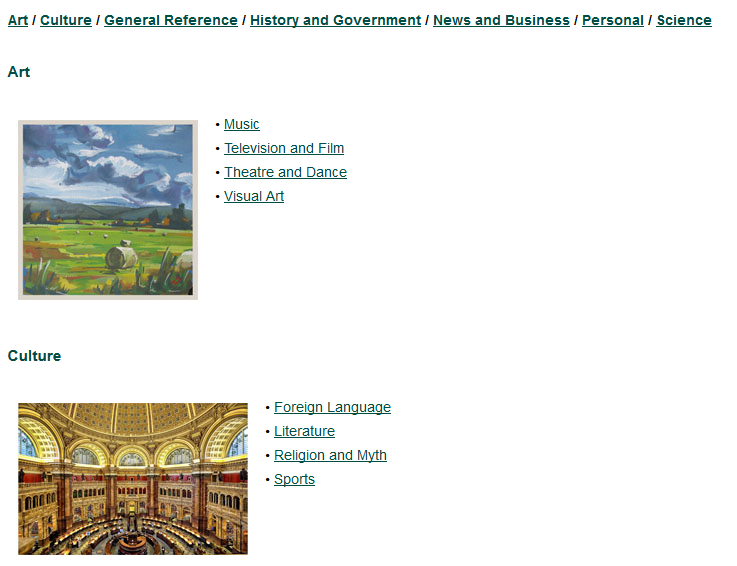 Art / Culture / General Reference / History and Government / News and Business / Personal / Science
Art
• Music
• Television and Film
• Theatre and Dance
• Visual Art
Culture
• Foreign Language
• Literature
• Religion and Myth
• Sports